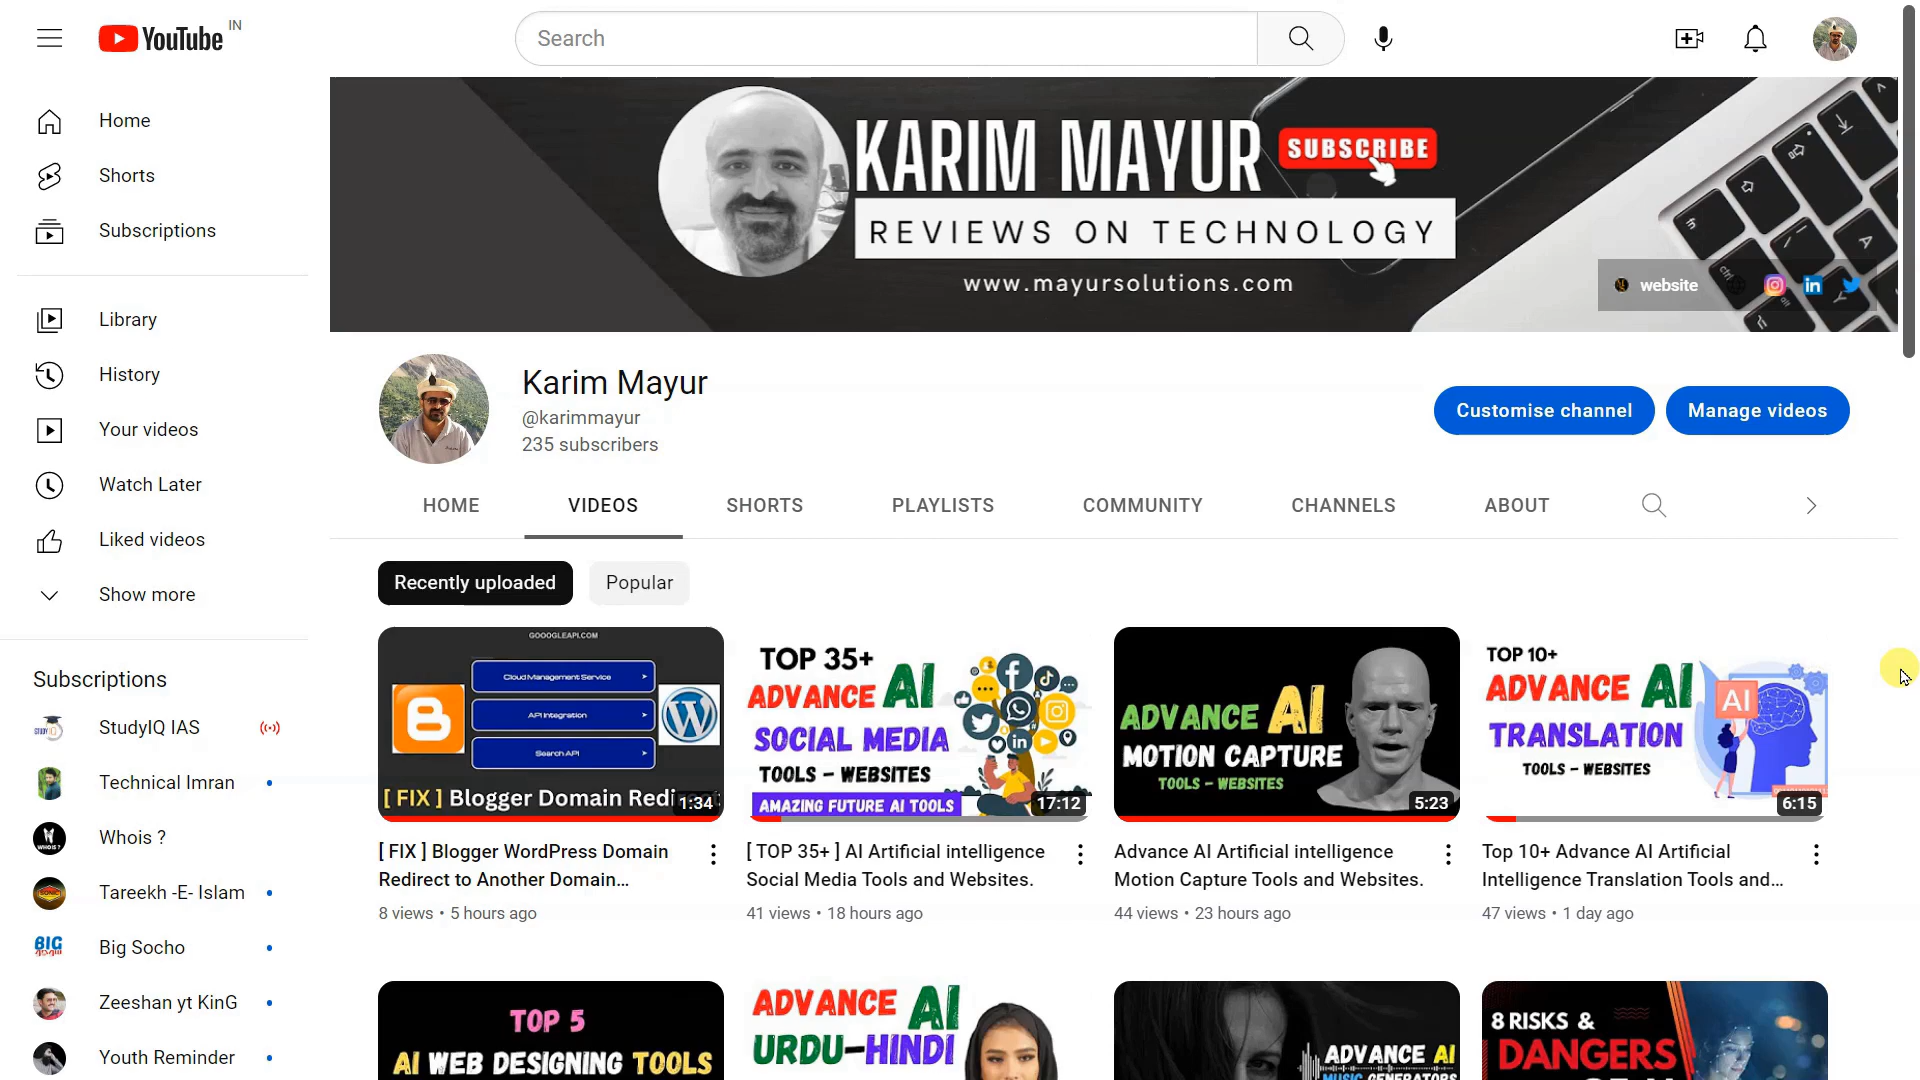 YouTube IN
Search
Home
Shorts
Subscriptions
Library
History
Your videos
Watch Later
Liked videos
Show more
Subscriptions
StudyIQ IAS
Technical Imran
Whois ?
Tareekh -E- Islam
BIG
Big Socho
Zeeshan yt KinG
Youth Reminder
KARIM MAYUR
SUBSCRIBE
REVIEWS ON TECHNOLOGY
www.mayursolutions.com
website
Karim Mayur
@karimmayur
235 subscribers
Customise channel
Manage videos
HOME
VIDEOS
SHORTS
PLAYLISTS
COMMUNITY
CHANNELS
ABOUT
Recently uploaded
Popular
GOOOGLEAPI.COM
Cloud Management Service
API Integration
Search API
[ FIX ] Blogger Domain Redi
1:34
[ FIX ] Blogger WordPress Domain
Redirect to Another Domain...
8 views • 5 hours ago
TOP 35+
ADVANCE AI
SOCIAL MEDIA
TOOLS – WEBSITES
AMAZING FUTURE AI TOOLS
17:12
[ TOP 35+ ] AI Artificial intelligence
Social Media Tools and Websites.
41 views • 18 hours ago
ADVANCE AI
MOTION CAPTURE
TOOLS – WEBSITES
5:23
Advance AI Artificial intelligence
Motion Capture Tools and Websites.
44 views • 23 hours ago
TOP 10+
ADVANCE AI
TRANSLATION
TOOLS – WEBSITES
AI
6:15
Top 10+ Advance AI Artificial
Intelligence Translation Tools and...
47 views • 1 day ago
TOP 5
AI WEB DESIGNING TOOLS
ADVANCE AI
URDU–HINDI
ADVANCE AI
MUSIC GENERATORS
8 RISKS &
DANGERS
OF AI